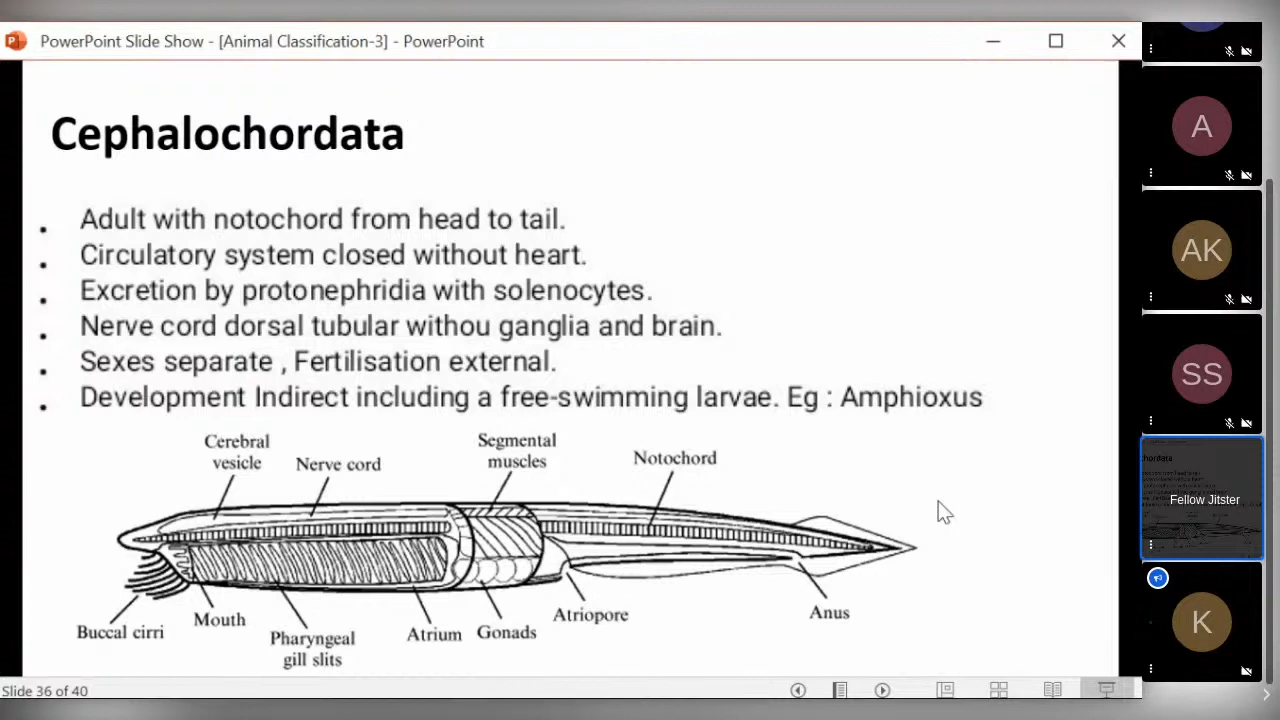 PowerPoint Slide Show - [Animal Classification-3] - PowerPoint
Cephalochordata
. Adult with notochord from head to tail.
. Circulatory system closed without heart.
. Excretion by protonephridia with solenocytes.
. Nerve cord dorsal tubular withou ganglia and brain.
. Sexes separate , Fertilisation external.
. Development Indirect including a free-swimming larvae. Eg : Amphioxus
Cerebral
vesicle
Nerve cord
Segmental
muscles
Notochord
Buccal cirri
Mouth
Pharyngeal
gill slits
Atrium
Gonads
Atriopore
Anus
Slide 36 of 40
A
AK
SS
Fellow Jitster
K